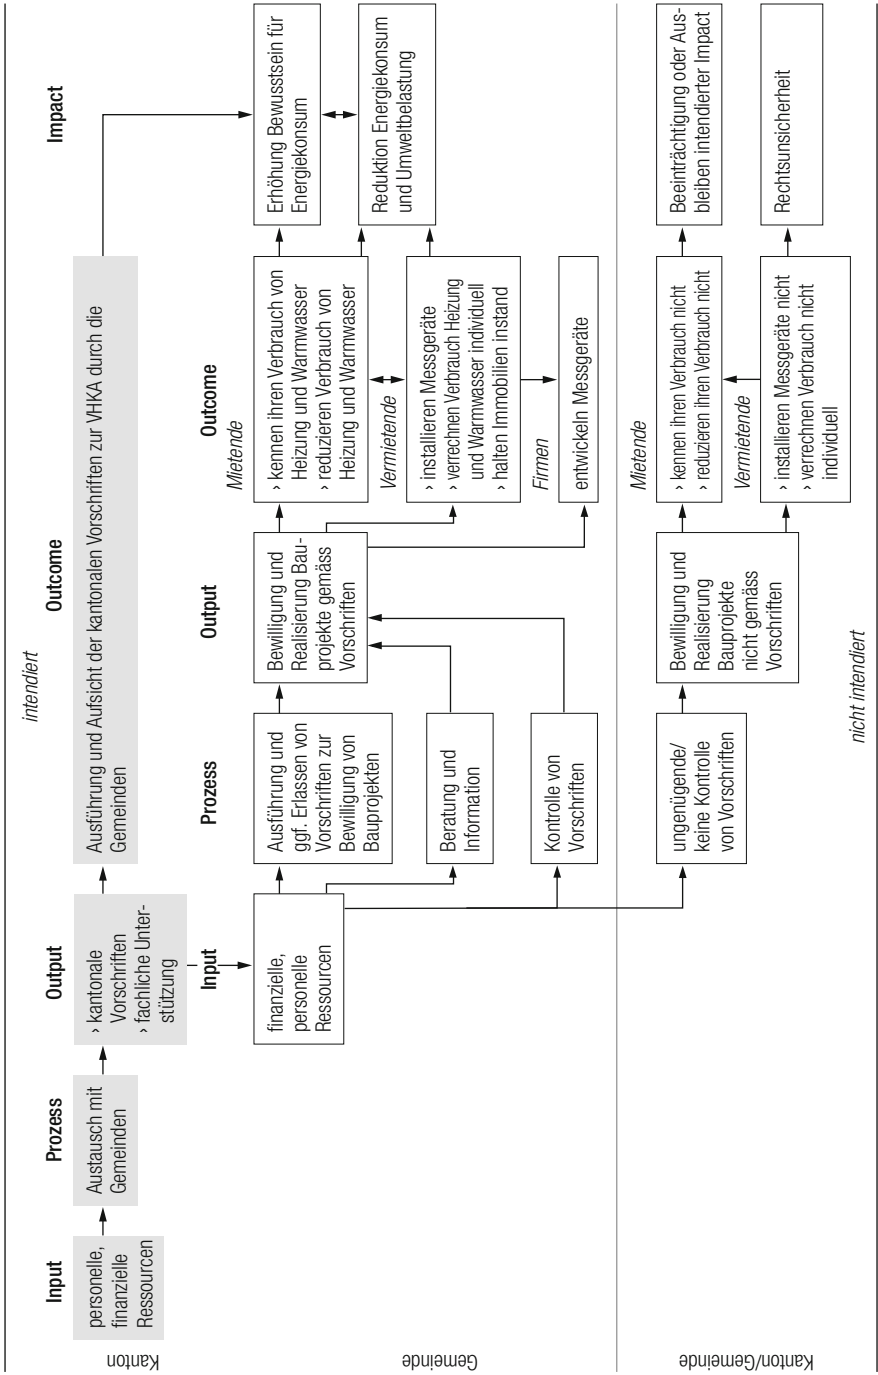 intendiert
Kanton
Input
Prozess
Output
Outcome
Impact
personelle,
finanzielle
Ressourcen
Austausch mit
Gemeinden
› kantonale
Vorschriften
› fachliche Unter-
stützung
Ausführung und Aufsicht der kantonalen Vorschriften zur VHKA durch die
Gemeinden
Gemeinde
Input
Prozess
Output
Outcome
finanzielle,
personelle
Ressourcen
Ausführung und
ggf. Erlassen von
Vorschriften zur
Bewilligung von
Bauprojekten
Beratung und
Information
Kontrolle von
Vorschriften
Bewilligung und
Realisierung Bau-
projekte gemäss
Vorschriften
Mietende
› kennen ihren Verbrauch von
Heizung und Warmwasser
› reduzieren Verbrauch von
Heizung und Warmwasser
Vermietende
› installieren Messgeräte
› verrechnen Verbrauch Heizung
und Warmwasser individuell
› halten Immobilien instand
Firmen
entwickeln Messgeräte
Erhöhung Bewusstsein für
Energiekonsum
Reduktion Energiekonsum
und Umweltbelastung
Kanton/Gemeinde
ungenügende/
keine Kontrolle
von Vorschriften
Bewilligung und
Realisierung
Bauprojekte
nicht gemäss
Vorschriften
Mietende
› kennen ihren Verbrauch nicht
› reduzieren ihren Verbrauch nicht
Vermietende
› installieren Messgeräte nicht
› verrechnen Verbrauch nicht
individuell
Beeinträchtigung oder Aus-
bleiben intendierter Impact
Rechtsunsicherheit
nicht intendiert